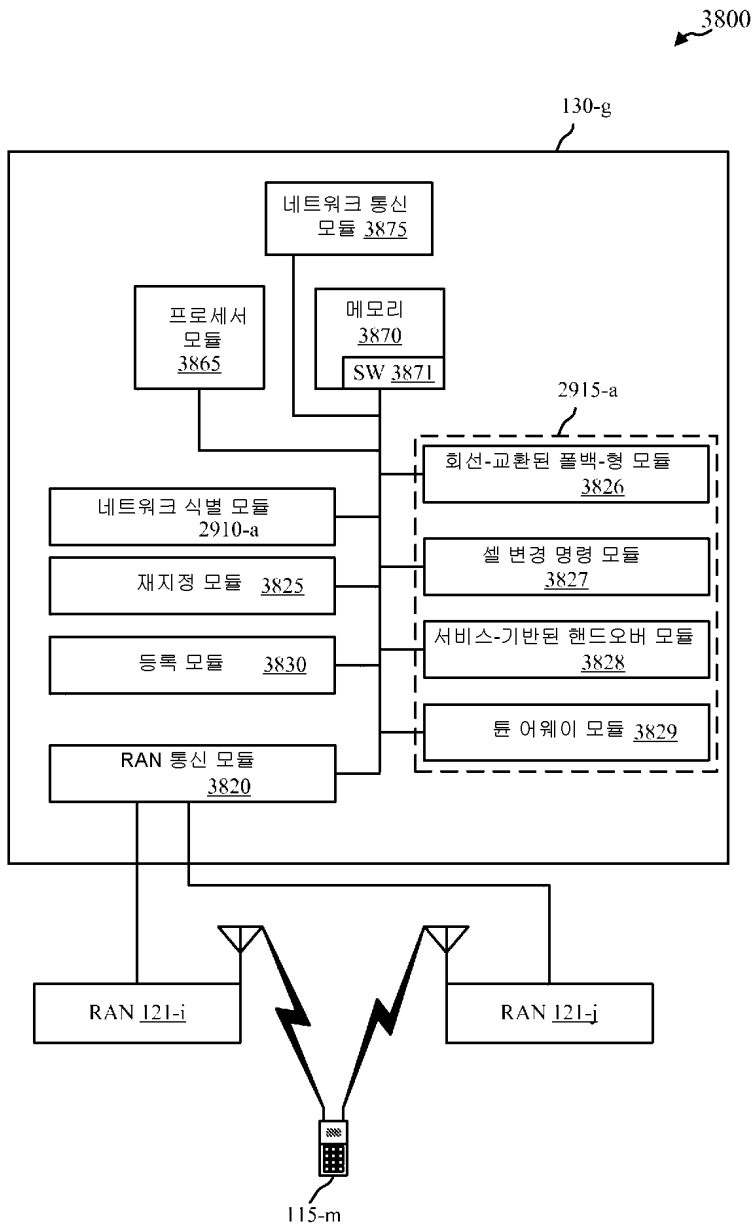 3800
130-g
네트워크 통신
모듈 3875
프로세서
모듈
3865
메모리
3870
SW 3871
2915-a
회선-교환된 폴백-형 모듈
3826
네트워크 식별 모듈
2910-a
셀 변경 명령 모듈
3827
재지정 모듈 3825
서비스-기반된 핸드오버 모듈
3828
등록 모듈 3830
튠 어웨이 모듈 3829
RAN 통신 모듈
3820
RAN 121-i
RAN 121-j
115-m